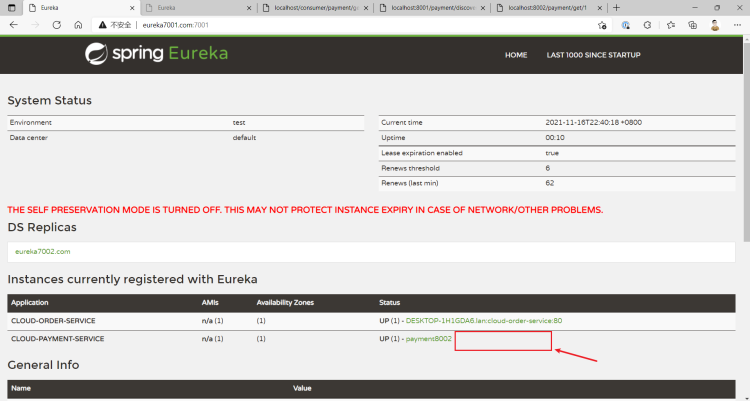 Eureka
Eureka
localhost/consumer/payment/ge
localhost:8001/payment/discove
localhost:8002/payment/get/1
不安全 | eureka7001.com:7001
spring Eureka
HOME
LAST 1000 SINCE STARTUP
System Status
Environment test
Data center default
Current time 2021-11-16T22:40:18 +0800
Uptime 00:10
Lease expiration enabled true
Renews threshold 6
Renews (last min) 62
THE SELF PRESERVATION MODE IS TURNED OFF. THIS MAY NOT PROTECT INSTANCE EXPIRY IN CASE OF NETWORK/OTHER PROBLEMS.
DS Replicas
eureka7002.com
Instances currently registered with Eureka
Application AMIs Availability Zones Status
CLOUD-ORDER-SERVICE n/a (1) (1) UP (1) - DESKTOP-1H1GDA6.lan:cloud-order-service:80
CLOUD-PAYMENT-SERVICE n/a (1) (1) UP (1) - payment8002
General Info
Name Value